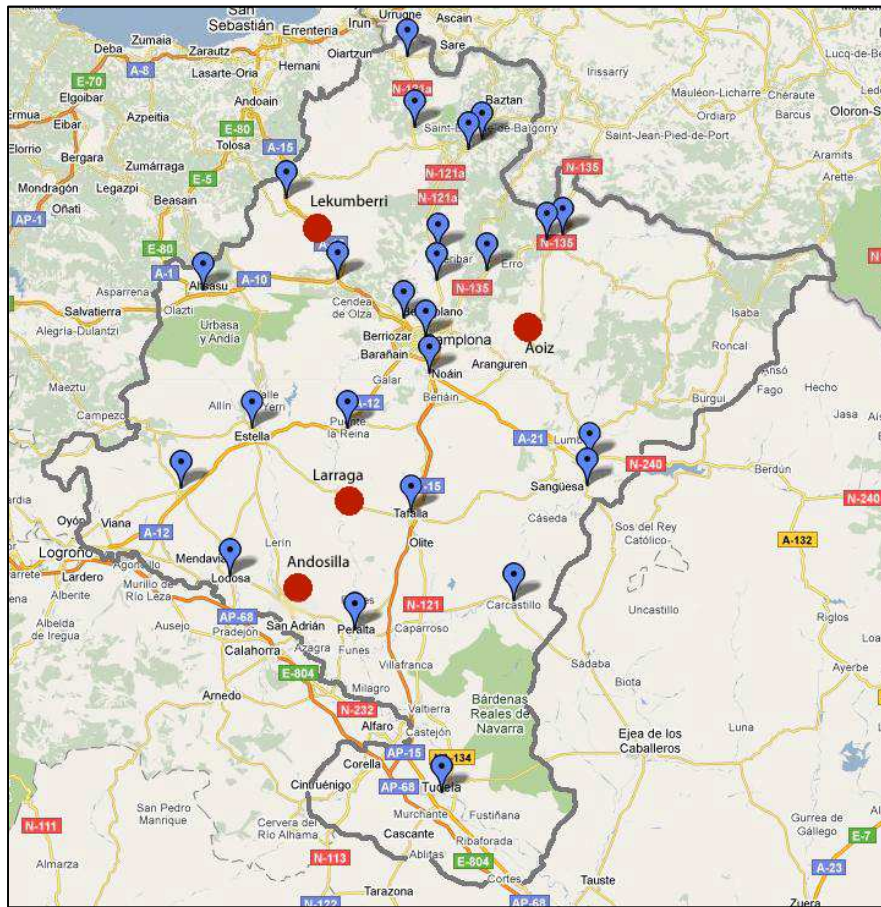 San
Sebastián
Irun
Urrugne
Ascain
Zumaia
Zarautz
Errenteria
Sare
Deba
Oiartzun
Lasarte-Oria
Hernani
Irissarry
A-8
E-70
N-121a
Elgoibar
Andoain
Baztan
Mauléon-Licharre
Chéraute
Ermua
Azpeitia
E-80
Ordiarp
Barcus
Oloron-Sa
Eibar
Saint-Jean-Pied-de-Port
Elorrio
Tolosa
A-15
Bergara
Zumárraga
Aramits
Mondragón
Legazpi
E-5
N-121a
N-135
Arette
AP-1
Oñati
Beasain
N-121a
Lekumberri
E-80
N-135
A-1
A-10
Erro
Asparrena
Altsasu
N-135
Salvatierra
Olazti
Cendea
de Olza
Isaba
Alegría-Dulantzi
Urbasa
y Andía
Berriozar
Pamplona
Aoiz
Roncal
Barañain
Aranguren
Maeztu
Noáin
Ansó
Galar
Fago
Hecho
Allín
A-12
Beriáin
Burgui
Jasa
Campezo
Puente
la Reina
Estella
A-21
N-240
Berdún
Larraga
Sangüesa
N-240
Oyón
Viana
Tafalla
Cáseda
Sos del Rey
Católico
A-132
A-12
Lerín
Olite
Logroño
Agoncillo
Mendavia
Lardero
Murillo de
Río Leza
Lodosa
Andosilla
Alberite
AP-68
N-121
Carcastillo
Uncastillo
Riglos
Albelda
de Iregua
Ausejo
Pradejón
San Adrián
Peralta
Caparroso
Calahorra
Azagra
Funes
Villafranca
Sádaba
Ayerbe
E-804
Biota
Arnedo
Milagro
Bárdenas
Reales de
Navarra
N-232
Valtierra
Luna
Alfaro
Castejón
Ejea de los
Caballeros
Corella
AP-15
Cintruénigo
AP-68
Tudela
San Pedro
Manrique
Murchante
Fustiñana
N-111
Cervera del
Río Alhama
Cascante
Ribaforada
Gurrea de
Gállego
E-7
Almarza
N-113
Ablitas
E-804
A-23
Cortes
Tauste
N-122
Tarazona
AP-68
Zuera